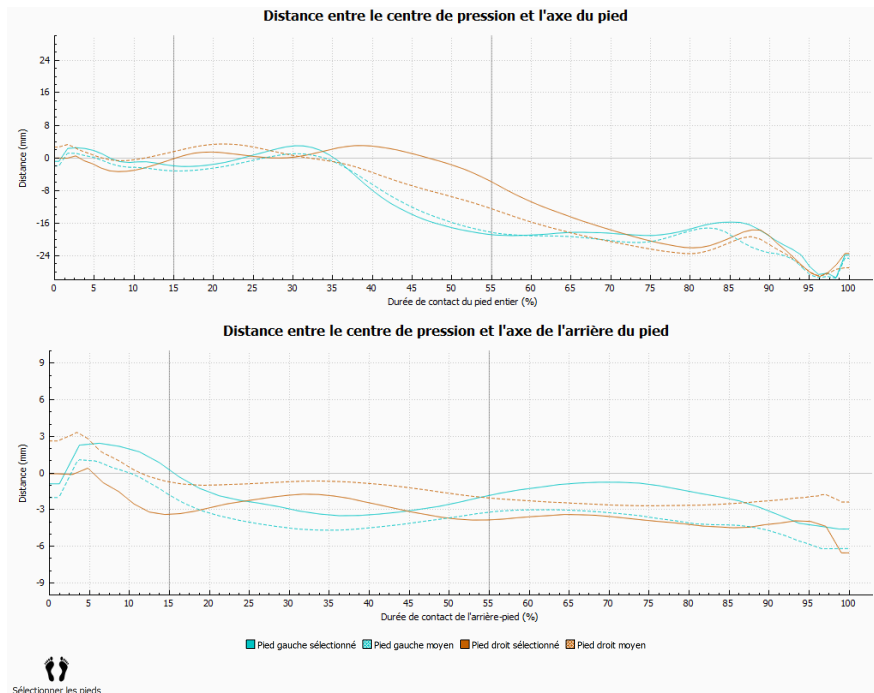 Distance entre le centre de pression et l'axe du pied
24
16
8
0
-8
-16
-24
Distance (mm)
0 5 10 15 20 25 30 35 40 45 50 55 60 65 70 75 80 85 90 95 100
Durée de contact du pied entier (%)
Distance entre le centre de pression et l'axe de l'arrière du pied
9
6
3
0
-3
-6
-9
Distance (mm)
0 5 10 15 20 25 30 35 40 45 50 55 60 65 70 75 80 85 90 95 100
Durée de contact de l'arrière-pied (%)
Pied gauche sélectionné Pied gauche moyen Pied droit sélectionné Pied droit moyen
Sélectionner les pieds